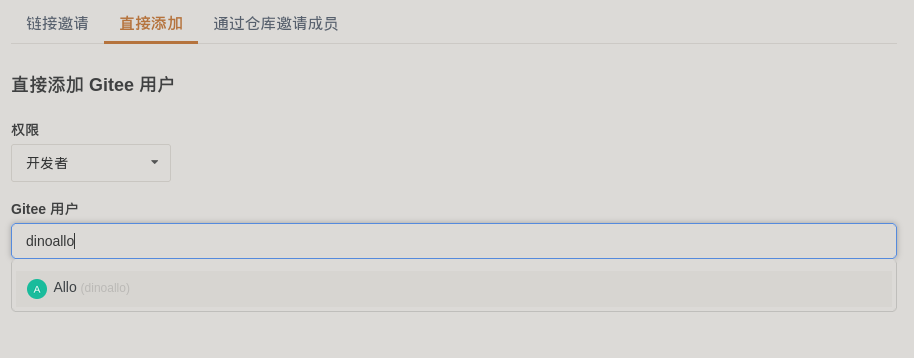 链接邀请 直接添加 通过仓库邀请成员
直接添加 Gitee 用户
权限
开发者
Gitee 用户
dinoallo
A Allo (dinoallo)